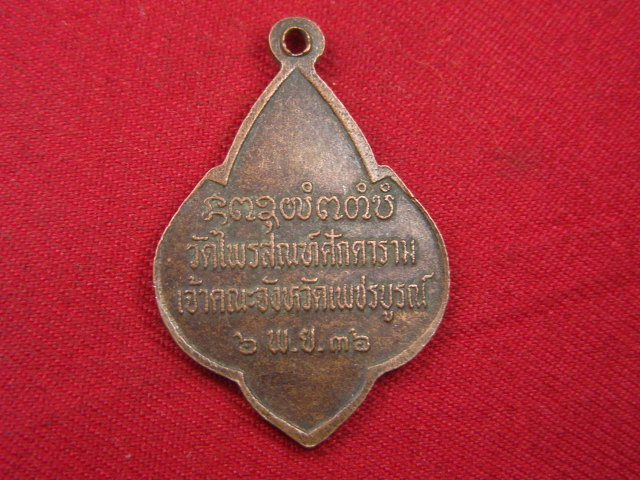 วัดไพรสณฑ์ศักดาราม
เจ้าคณะจังหวัดเพชรบูรณ์
๖ พ.ย.๓๖